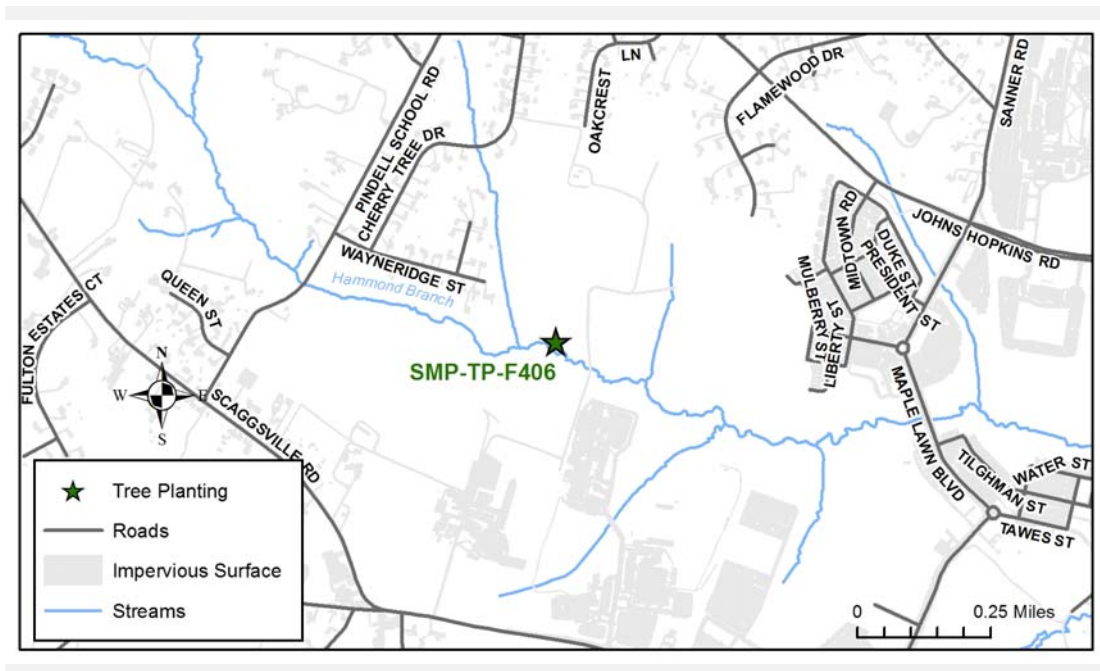 LN
OAKCREST
FLAMEWOOD DR
SANNER RD
PINDELL SCHOOL RD
CHERRY TREE DR
WAYNERIDGE ST
Hammond Branch
QUEEN ST
FULTON ESTATES CT
SCAGGSVILLE RD
N
W
E
S
SMP-TP-F406
JOHNS HOPKINS RD
MIDTOWN RD
DUKE ST
PRESIDENT ST
MULBERRY ST
LIBERTY ST
MAPLE LAWN BLVD
TILGHMAN ST
WATER ST
TAWES ST
Tree Planting
Roads
Impervious Surface
Streams
0 0.25 Miles